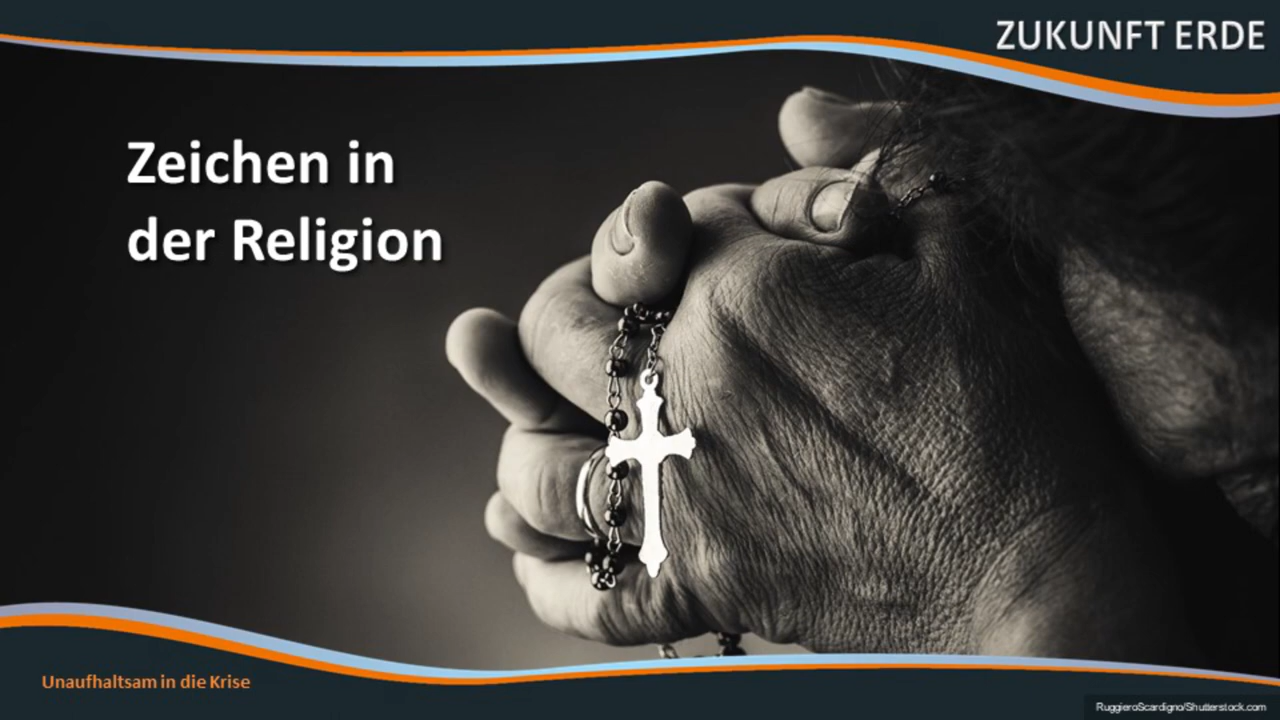 ZUKUNFT ERDE
Zeichen in
der Religion
Unaufhaltsam in die Krise
RuggieroScardigno/Shutterstock.com